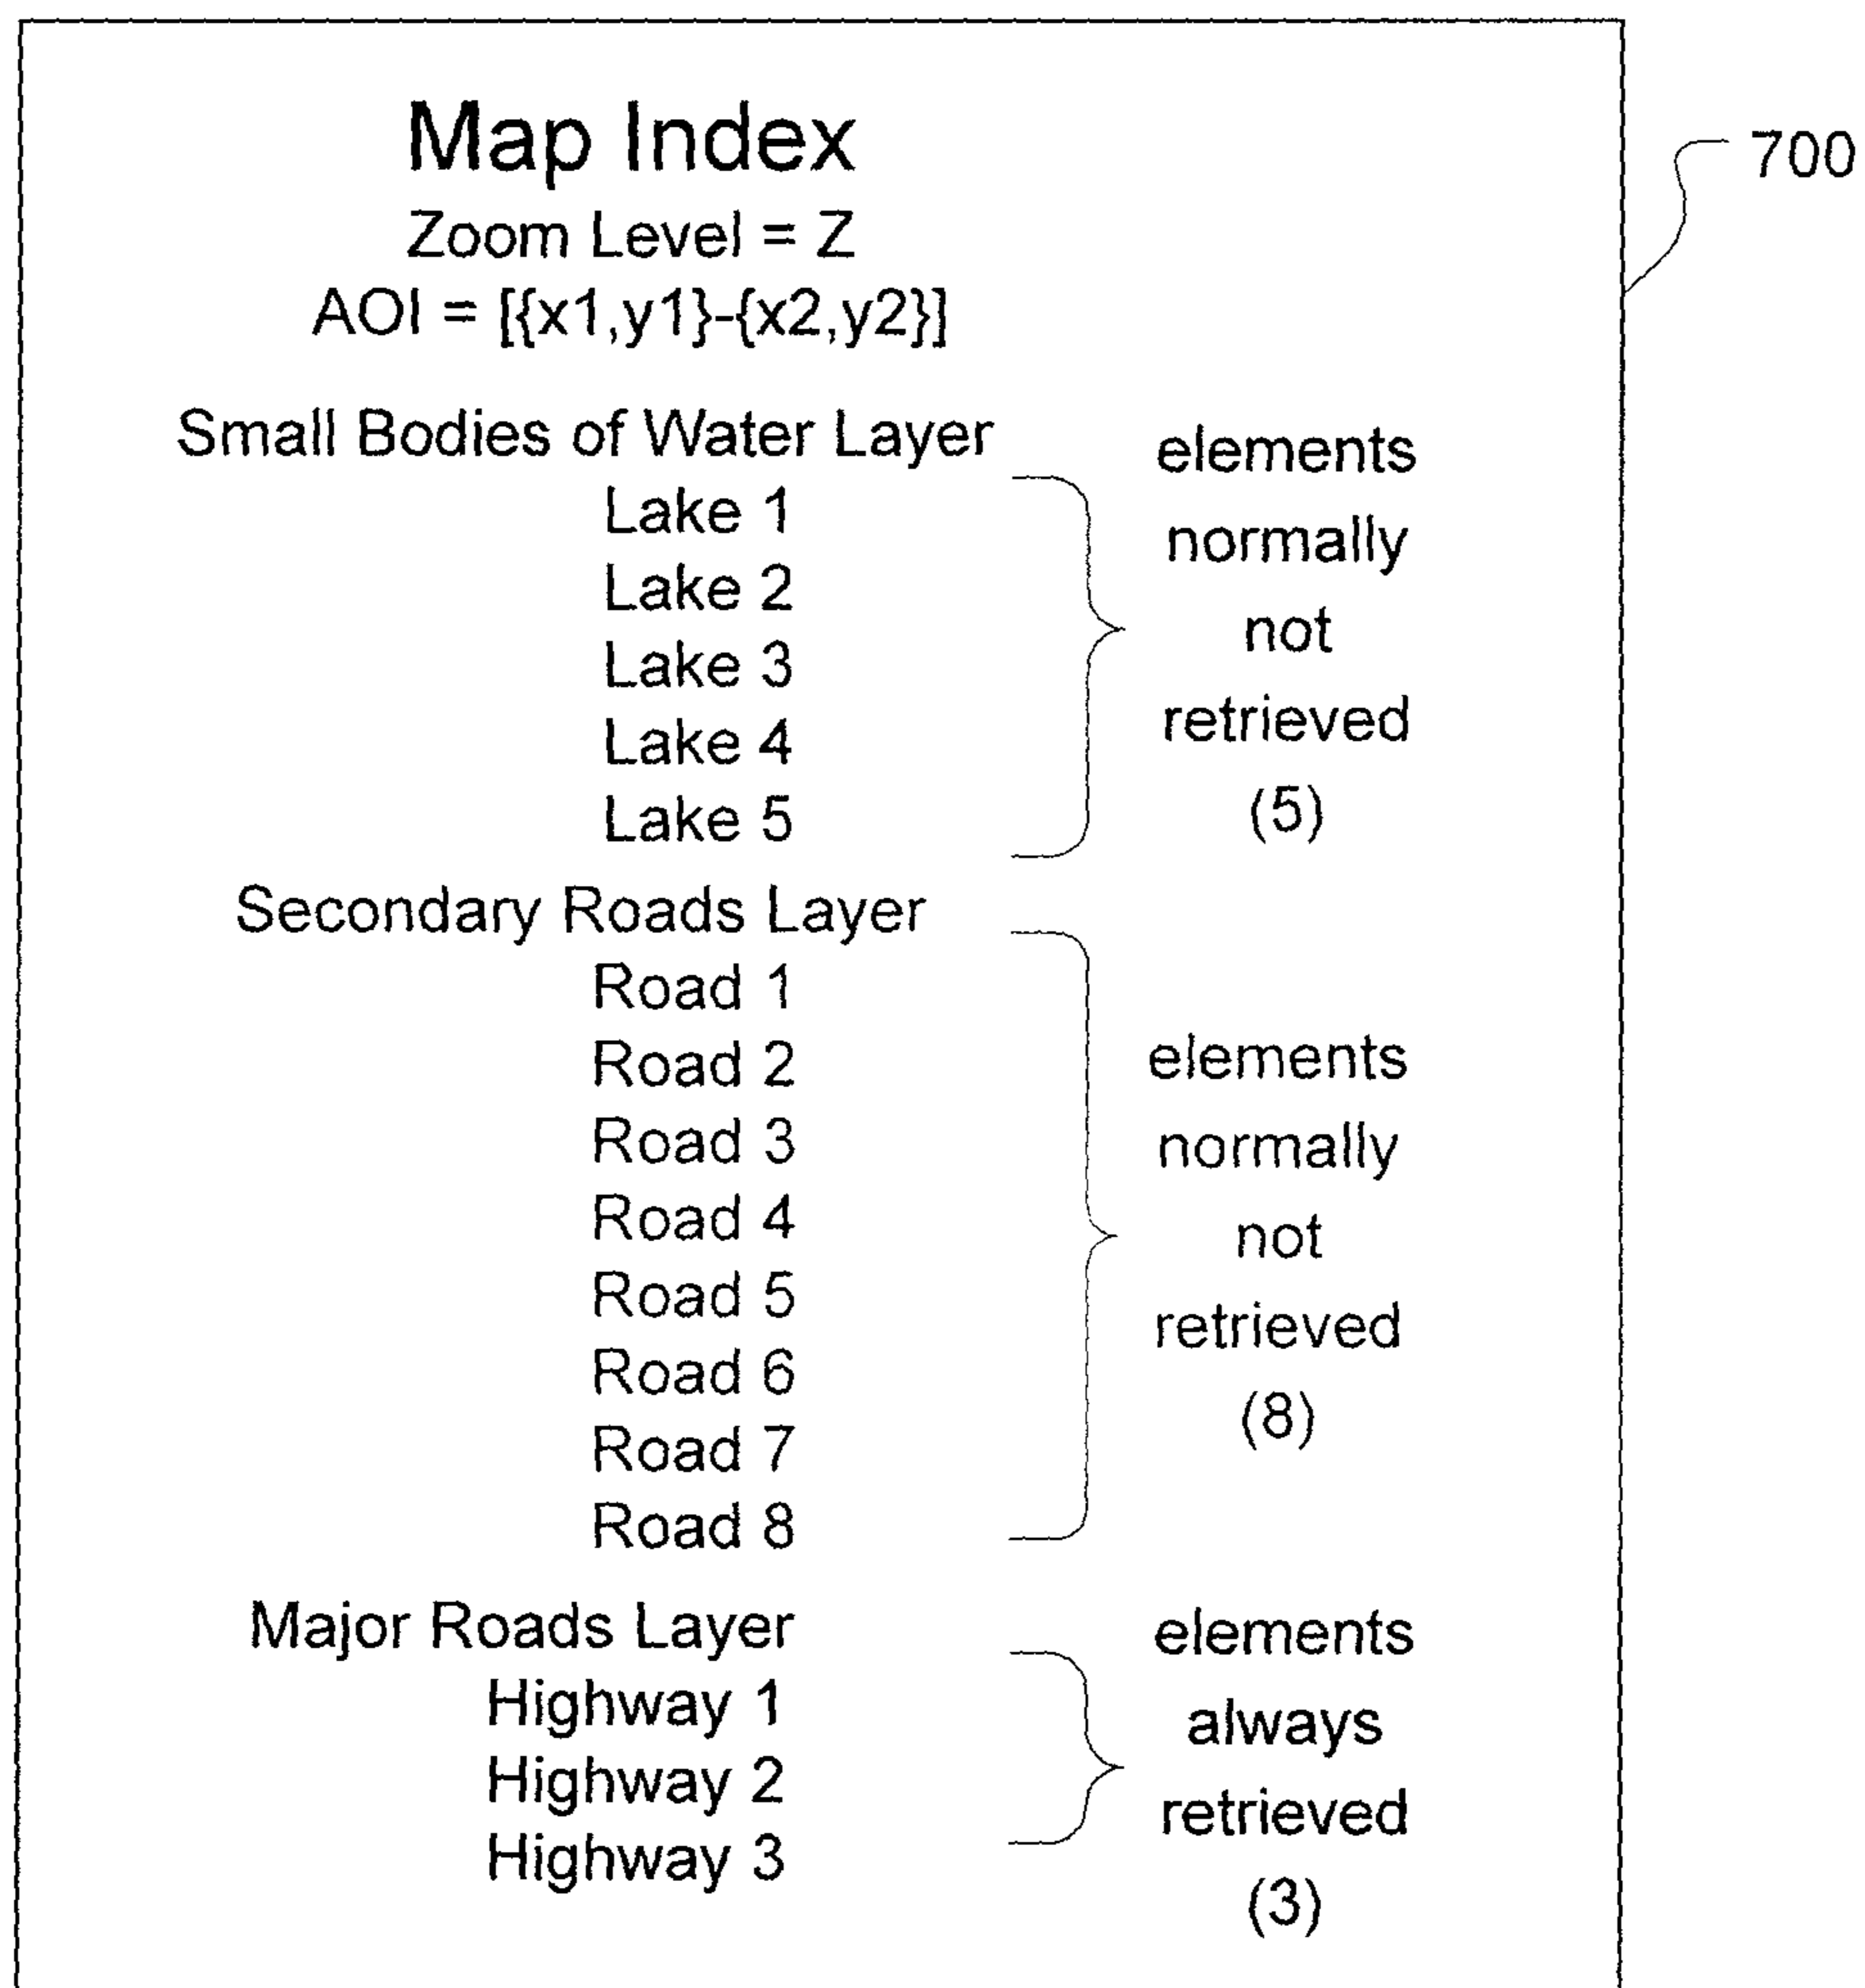 Map Index
700
Zoom Level = Z
AOI = [{x1,y1}-{x2,y2}]
Small Bodies of Water Layer
Lake 1
Lake 2
Lake 3
Lake 4
Lake 5
elements
normally
not
retrieved
(5)
Secondary Roads Layer
Road 1
Road 2
Road 3
Road 4
Road 5
Road 6
Road 7
Road 8
elements
normally
not
retrieved
(8)
Major Roads Layer
Highway 1
Highway 2
Highway 3
elements
always
retrieved
(3)